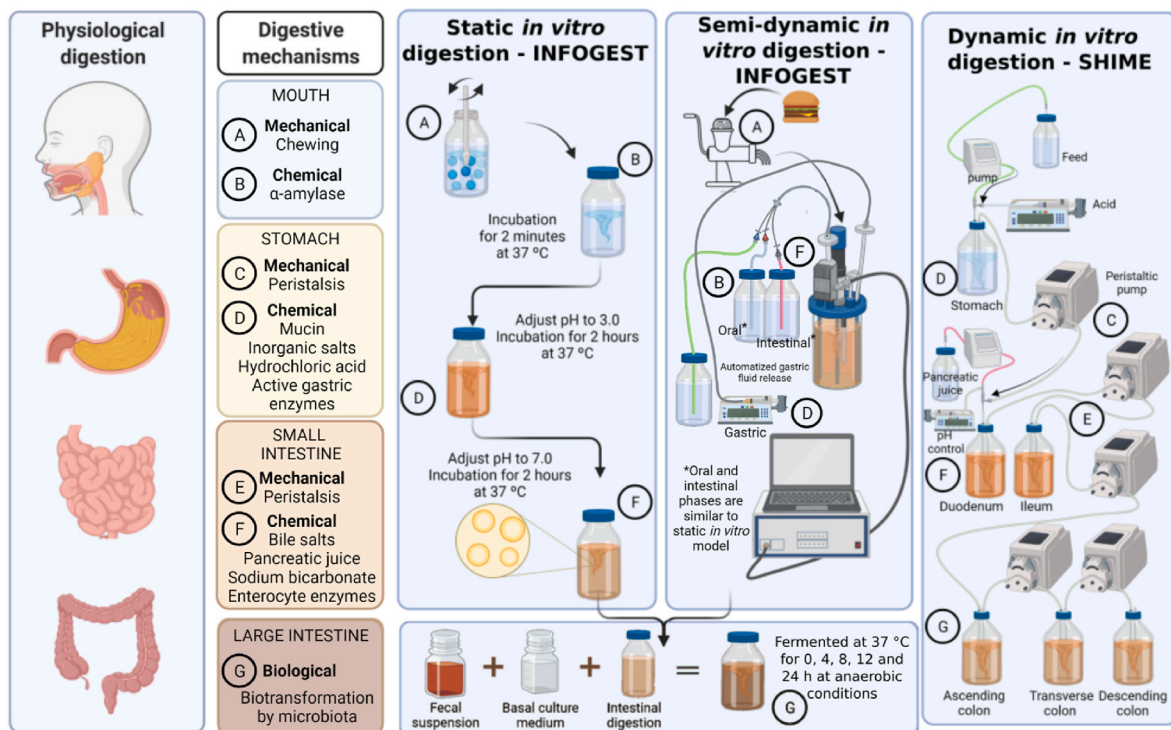 Physiological
digestion
Digestive
mechanisms
MOUTH
A
Mechanical
Chewing
B
Chemical
α-amylase
STOMACH
C
Mechanical
Peristalsis
D
Chemical
Mucin
Inorganic salts
Hydrochloric acid
Active gastric
enzymes
SMALL
INTESTINE
E
Mechanical
Peristalsis
F
Chemical
Bile salts
Pancreatic juice
Sodium bicarbonate
Enterocyte enzymes
LARGE INTESTINE
G
Biological
Biotransformation
by microbiota
Static in vitro
digestion - INFOGEST
A
B
Incubation
for 2 minutes
at 37 ºC
Adjust pH to 3.0
Incubation for 2 hours
at 37 ºC
D
Adjust pH to 7.0
Incubation for 2 hours
at 37 ºC
F
Semi-dynamic in
vitro digestion -
INFOGEST
A
F
B
Oral*
Intestinal*
Automatized gastric
fluid release
D
Gastric
*Oral and
intestinal
phases are
similar to
static in vitro
model
Fecal
suspension
+
Basal culture
medium
+
Intestinal
digestion
=
Fermented at 37 °C
for 0, 4, 8, 12 and
24 h at anaerobic
conditions
G
Dynamic in vitro
digestion - SHIME
Feed
pump
Acid
D
Stomach
Peristaltic
pump
C
Pancreatic
juice
E
pH
control
F
Duodenum
Ileum
G
Ascending
colon
Transverse
colon
Descending
colon